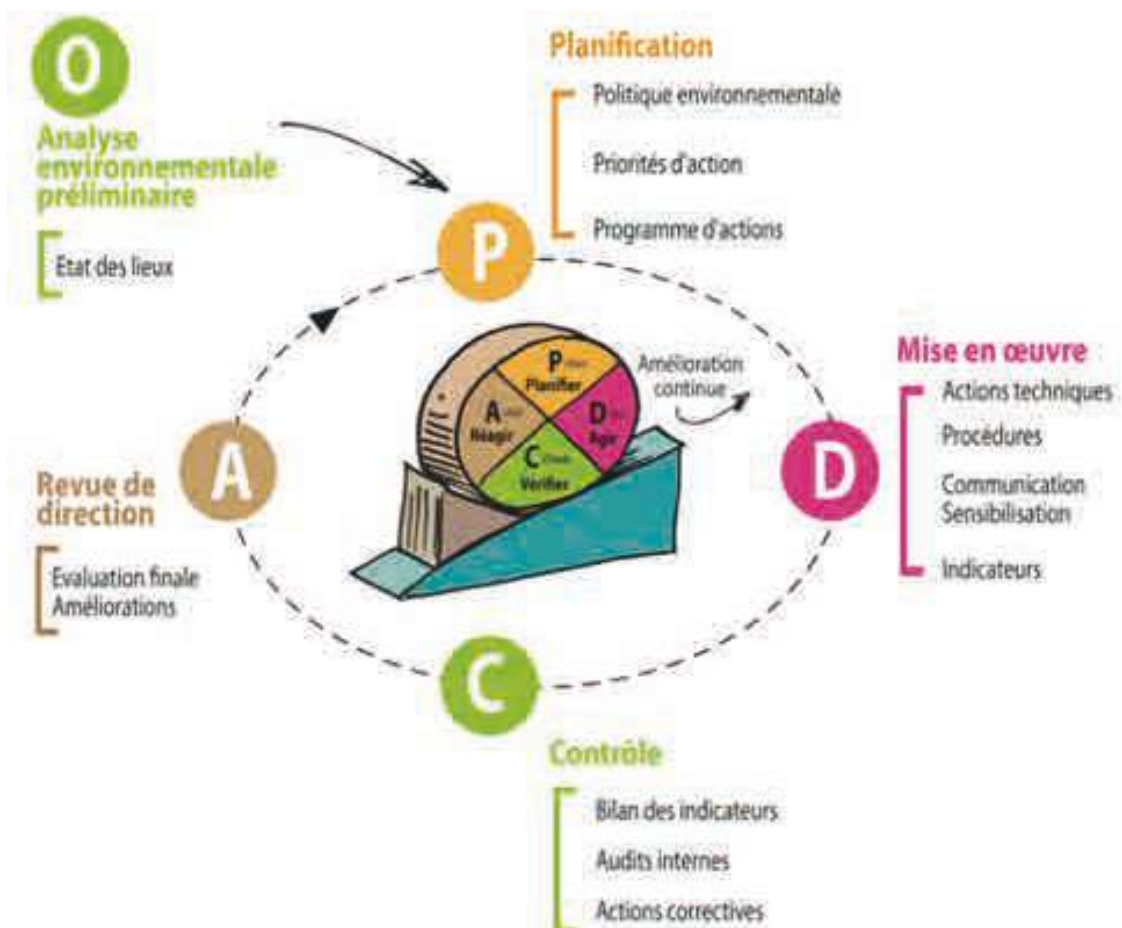 O
Analyse
environnementale
préliminaire
Etat des lieux
Planification
Politique environnementale
Priorités d'action
Programme d'actions
P
Mise en œuvre
Actions techniques
Procédures
Communication
Sensibilisation
Indicateurs
D
Amélioration
continue
P
Planifier
A
Réagir
D
Agir
C
Vérifier
A
Revue de
direction
Evaluation finale
Améliorations
C
Contrôle
Bilan des indicateurs
Audits internes
Actions correctives